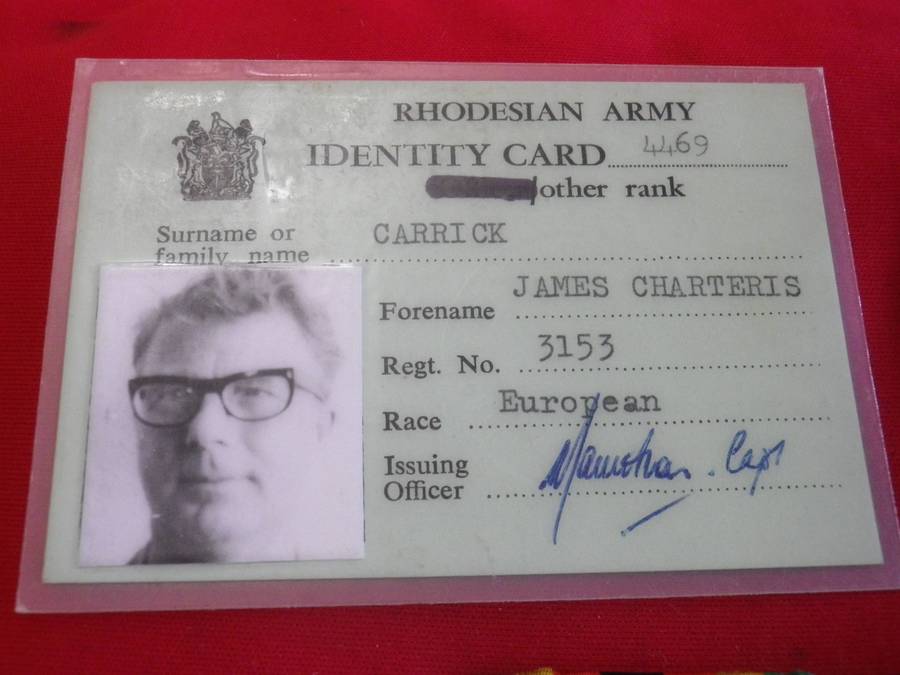 RHODESIAN ARMY
IDENTITY CARD 4469
/other rank
Surname or
family name
CARRICK
Forename JAMES CHARTERIS
Regt. No. 3153
Race European
Issuing
Officer
Capt